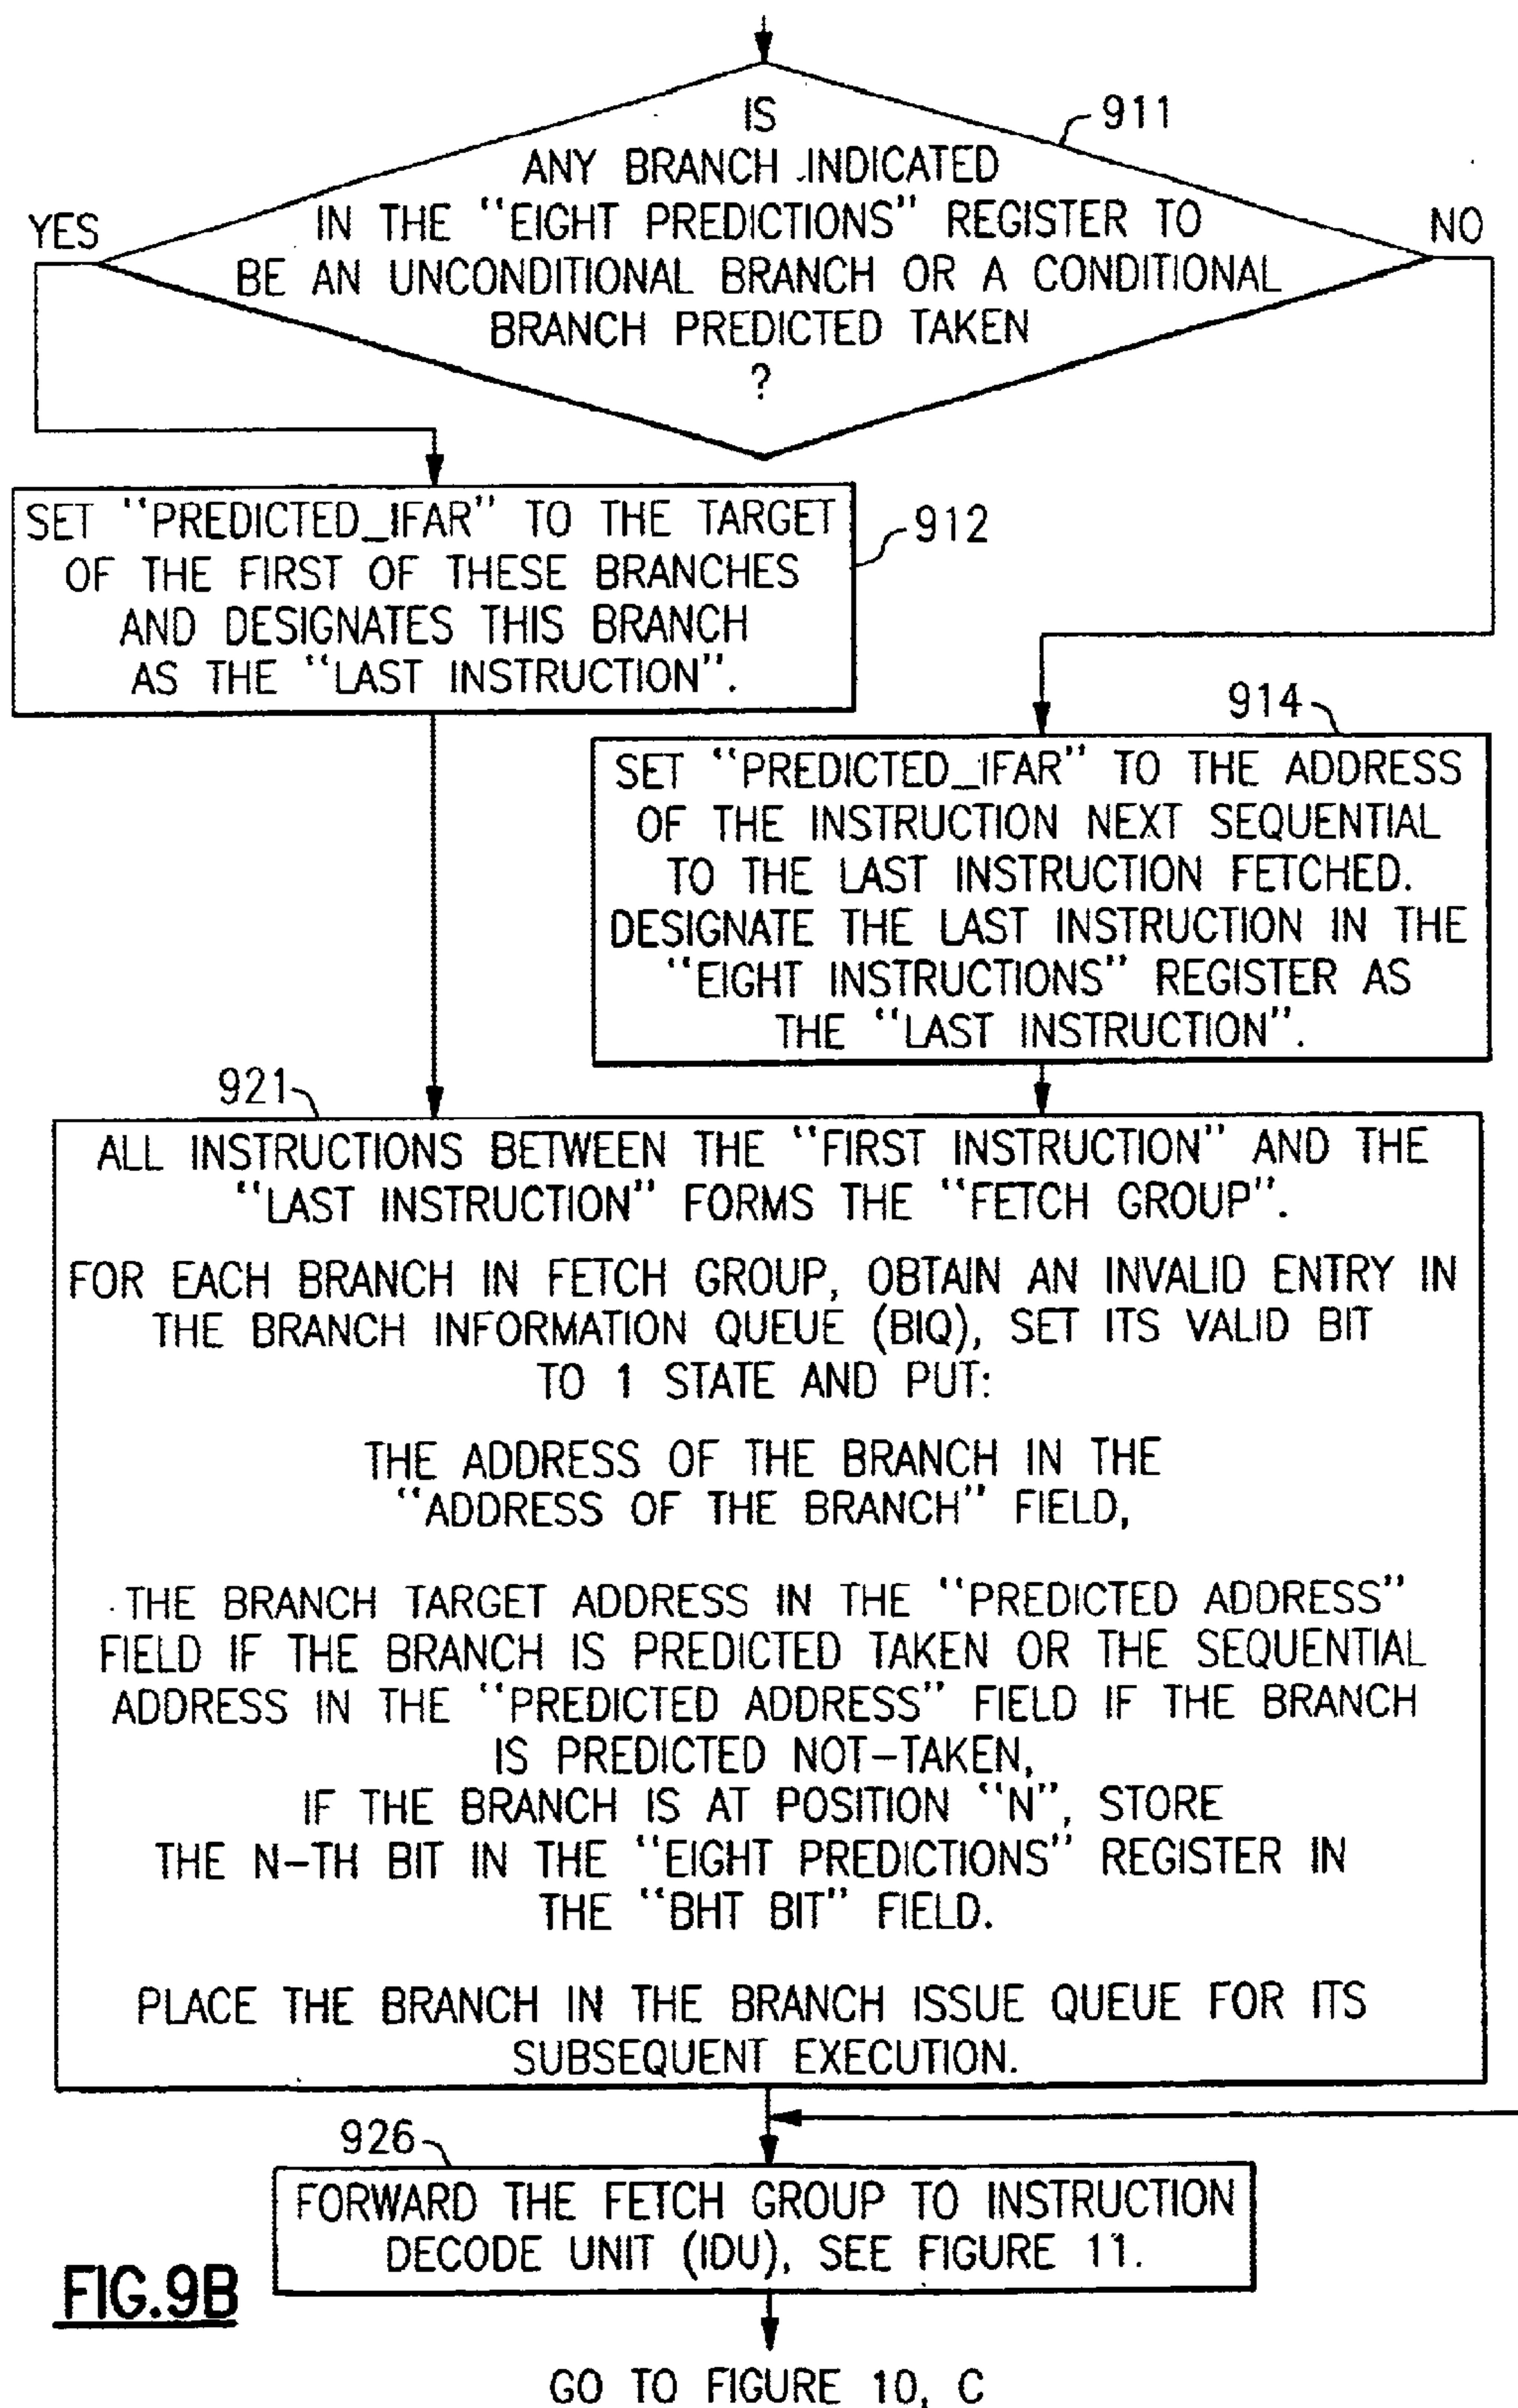 IS
ANY BRANCH INDICATED
IN THE "EIGHT PREDICTIONS" REGISTER TO
BE AN UNCONDITIONAL BRANCH OR A CONDITIONAL
BRANCH PREDICTED TAKEN
?
911
YES
NO
SET "PREDICTED_IFAR" TO THE TARGET
OF THE FIRST OF THESE BRANCHES
AND DESIGNATES THIS BRANCH
AS THE "LAST INSTRUCTION".
912
914
SET "PREDICTED_IFAR" TO THE ADDRESS
OF THE INSTRUCTION NEXT SEQUENTIAL
TO THE LAST INSTRUCTION FETCHED.
DESIGNATE THE LAST INSTRUCTION IN THE
"EIGHT INSTRUCTIONS" REGISTER AS
THE "LAST INSTRUCTION".
921
ALL INSTRUCTIONS BETWEEN THE "FIRST INSTRUCTION" AND THE
"LAST INSTRUCTION" FORMS THE "FETCH GROUP".
FOR EACH BRANCH IN FETCH GROUP, OBTAIN AN INVALID ENTRY IN
THE BRANCH INFORMATION QUEUE (BIQ), SET ITS VALID BIT
TO 1 STATE AND PUT:
THE ADDRESS OF THE BRANCH IN THE
"ADDRESS OF THE BRANCH" FIELD,
THE BRANCH TARGET ADDRESS IN THE "PREDICTED ADDRESS"
FIELD IF THE BRANCH IS PREDICTED TAKEN OR THE SEQUENTIAL
ADDRESS IN THE "PREDICTED ADDRESS" FIELD IF THE BRANCH
IS PREDICTED NOT-TAKEN,
IF THE BRANCH IS AT POSITION "N", STORE
THE N-TH BIT IN THE "EIGHT PREDICTIONS" REGISTER IN
THE "BHT BIT" FIELD.
PLACE THE BRANCH IN THE BRANCH ISSUE QUEUE FOR ITS
SUBSEQUENT EXECUTION.
926
FORWARD THE FETCH GROUP TO INSTRUCTION
DECODE UNIT (IDU), SEE FIGURE 11.
FIG.9B
GO TO FIGURE 10, C